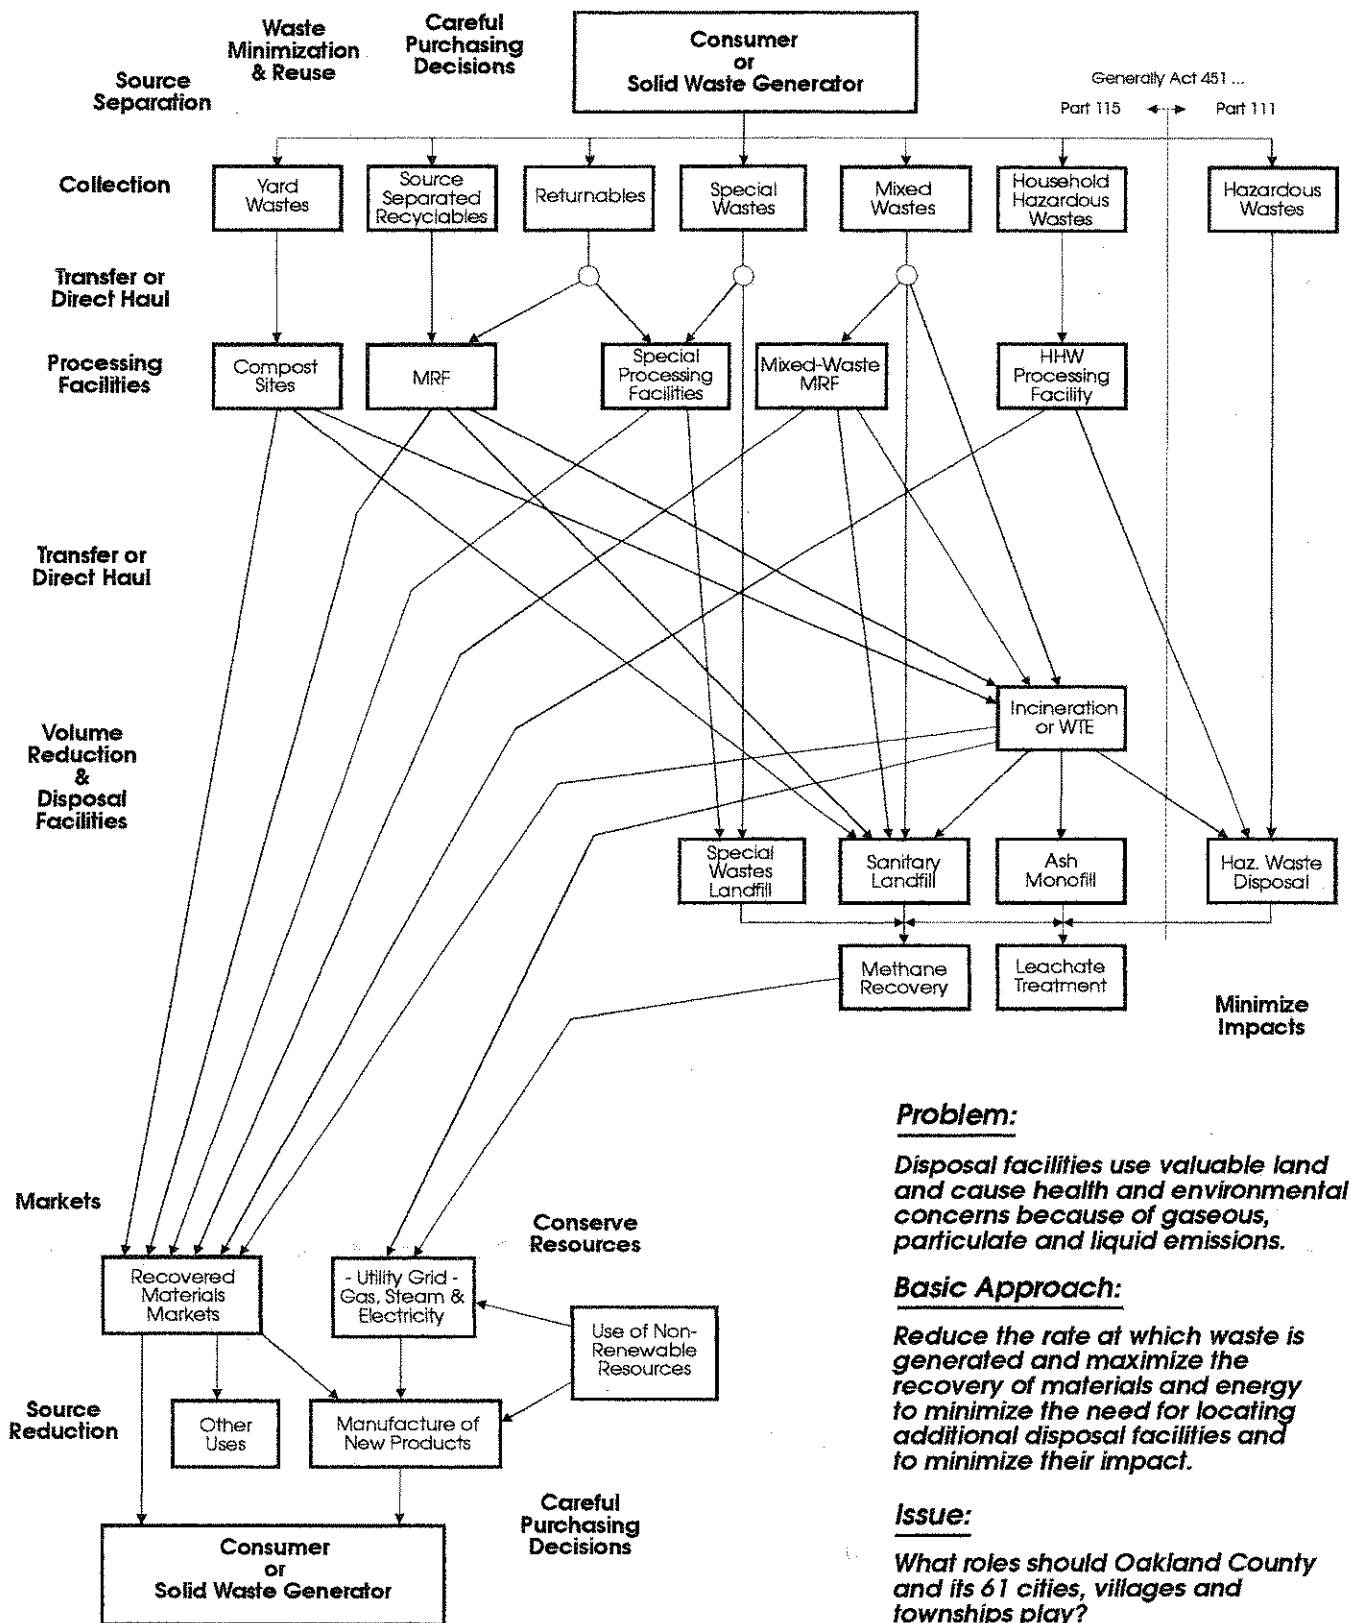 Waste
Minimization
& Reuse
Careful
Purchasing
Decisions
Consumer
or
Solid Waste Generator
Source
Separation
Generally Act 451 ...
Part 115
Part 111
Collection
Yard
Wastes
Source
Separated
Recyclables
Returnables
Special
Wastes
Mixed
Wastes
Household
Hazardous
Wastes
Hazardous
Wastes
Transfer or
Direct Haul
Processing
Facilities
Compost
Sites
MRF
Special
Processing
Facilities
Mixed-Waste
MRF
HHW
Processing
Facility
Transfer or
Direct Haul
Volume
Reduction
&
Disposal
Facilities
Incineration
or WTE
Special
Wastes
Landfill
Sanitary
Landfill
Ash
Monofill
Haz. Waste
Disposal
Methane
Recovery
Leachate
Treatment
Minimize
Impacts
Markets
Conserve
Resources
Recovered
Materials
Markets
- Utility Grid -
Gas, Steam &
Electricity
Use of Non-
Renewable
Resources
Source
Reduction
Other
Uses
Manufacture of
New Products
Careful
Purchasing
Decisions
Consumer
or
Solid Waste Generator
Problem:
Disposal facilities use valuable land
and cause health and environmental
concerns because of gaseous,
particulate and liquid emissions.
Basic Approach:
Reduce the rate at which waste is
generated and maximize the
recovery of materials and energy
to minimize the need for locating
additional disposal facilities and
to minimize their impact.
Issue:
What roles should Oakland County
and its 61 cities, villages and
townships play?